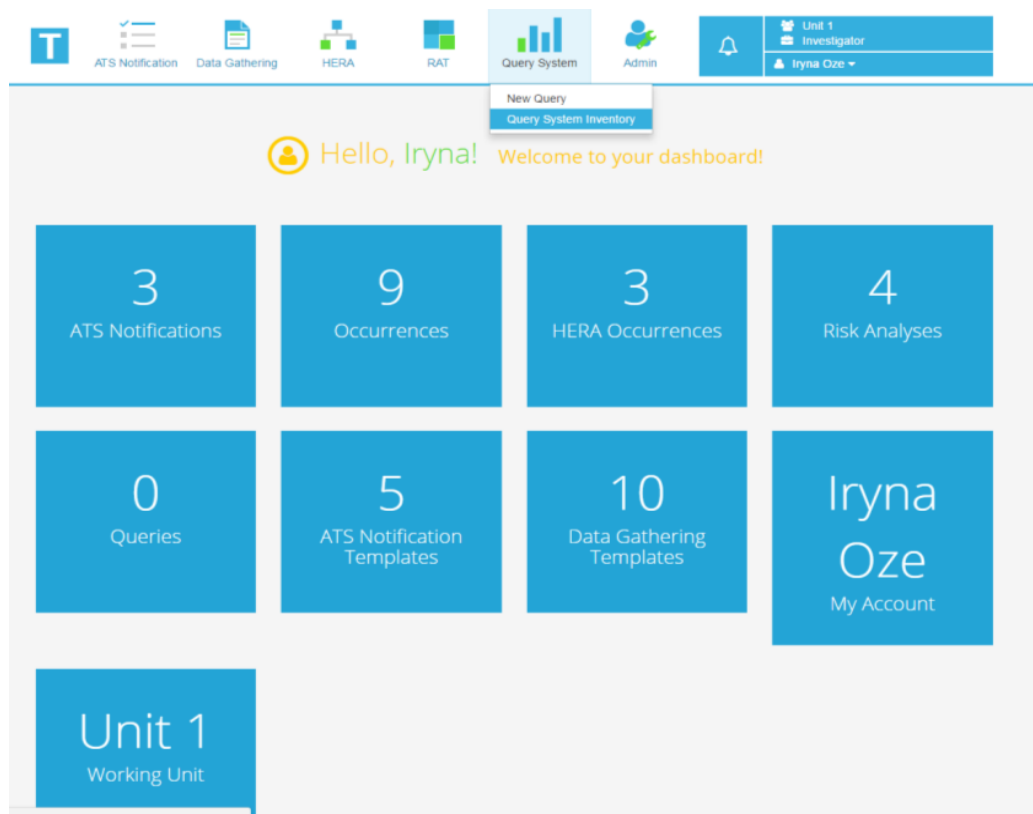 T
ATS Notification
Data Gathering
HERA
RAT
Query System
Admin
Unit 1
Investigator
Iryna Oze
New Query
Query System Inventory
Hello, Iryna! Welcome to your dashboard!
3
ATS Notifications
9
Occurrences
3
HERA Occurrences
4
Risk Analyses
0
Queries
5
ATS Notification
Templates
10
Data Gathering
Templates
Iryna
Oze
My Account
Unit 1
Working Unit